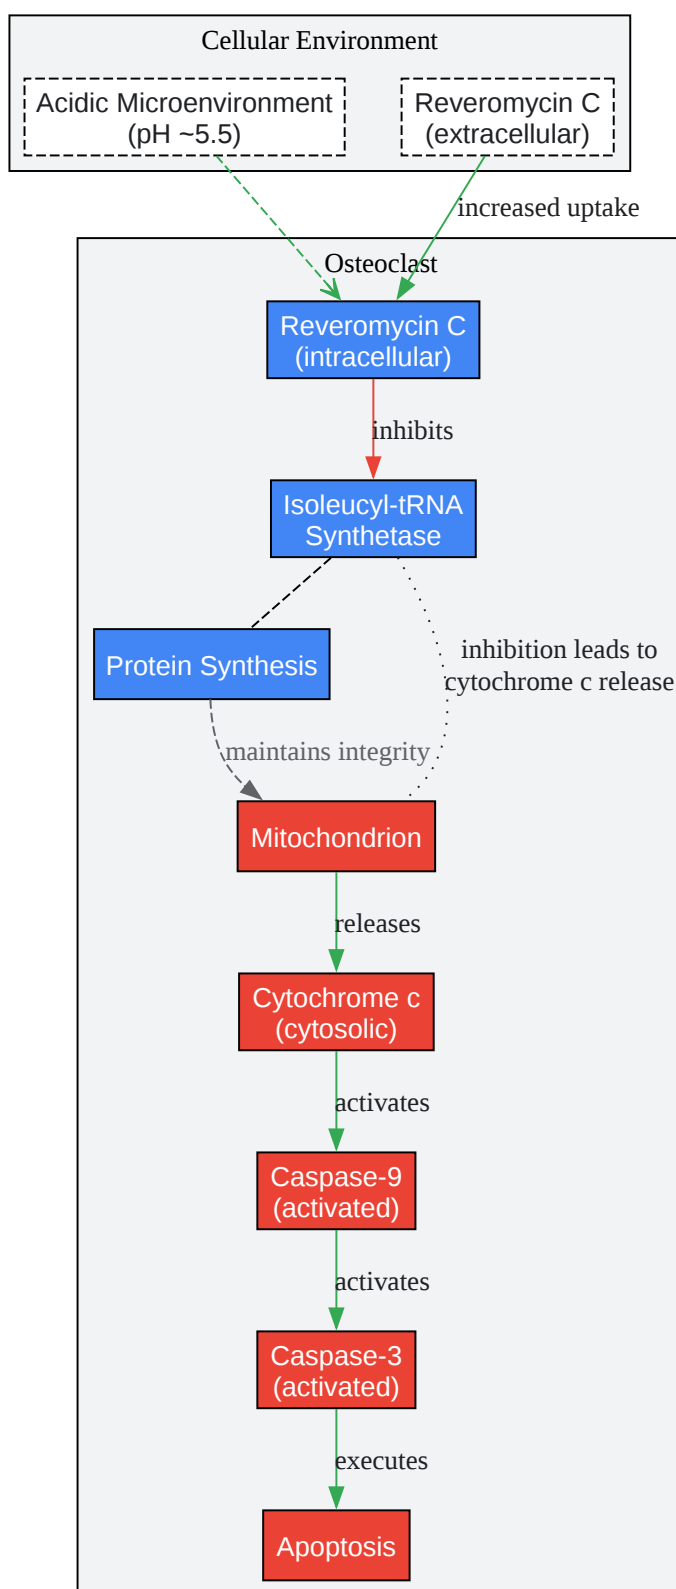 Cellular Environment
Acidic Microenvironment
(pH ~5.5)
Reveromycin C
(extracellular)
increased uptake
Osteoclast
Reveromycin C
(intracellular)
inhibits
Isoleucyl-tRNA
Synthetase
Protein Synthesis
inhibition leads to
cytochrome c release
maintains integrity
Mitochondrion
releases
Cytochrome c
(cytosolic)
activates
Caspase-9
(activated)
activates
Caspase-3
(activated)
executes
Apoptosis